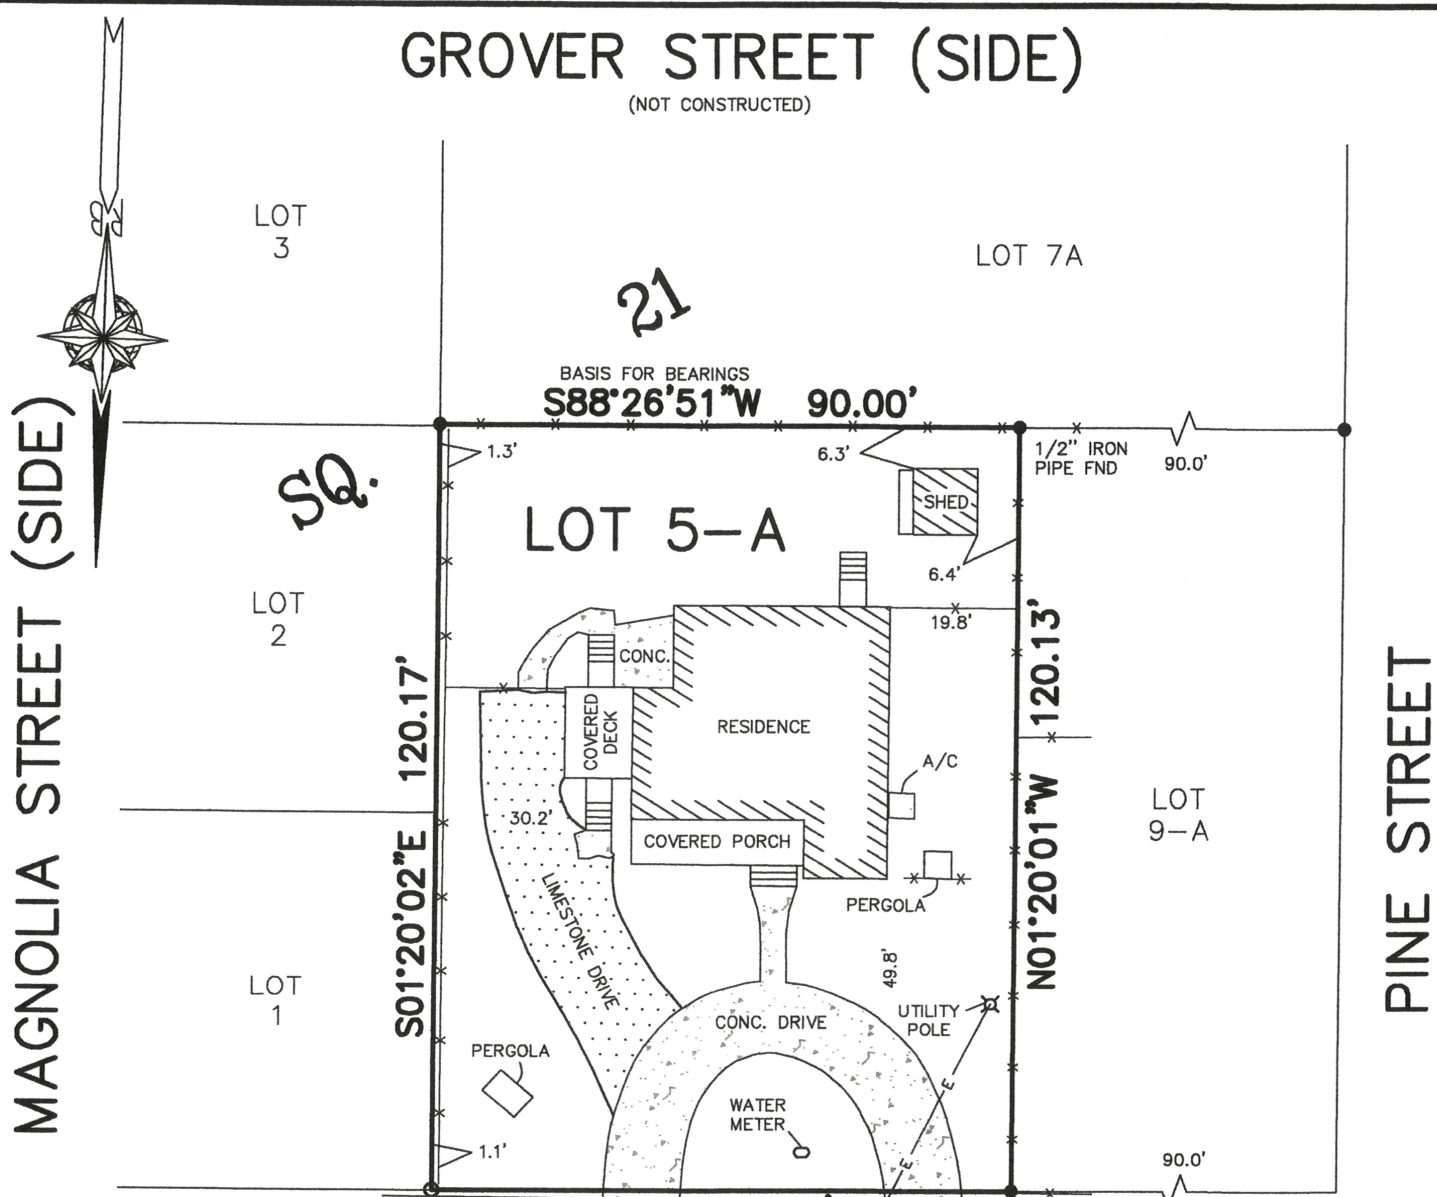 GROVER STREET (SIDE)
(NOT CONSTRUCTED)
LOT
3
LOT 7A
21
BASIS FOR BEARINGS
S88°26'51"W 90.00'
1.3'
6.3'
1/2" IRON
PIPE FND
90.0'
SQ.
SHED
LOT 5-A
6.4'
LOT
2
19.8'
CONC.
COVERED
DECK
RESIDENCE
A/C
MAGNOLIA STREET (SIDE)
S01°20'02"E 120.17'
N01°20'01"W 120.13'
PINE STREET
LOT
9-A
30.2'
COVERED PORCH
LIMESTONE DRIVE
PERGOLA
49.8'
LOT
1
UTILITY
POLE
CONC. DRIVE
PERGOLA
E
WATER
METER
1.1'
E
90.0'